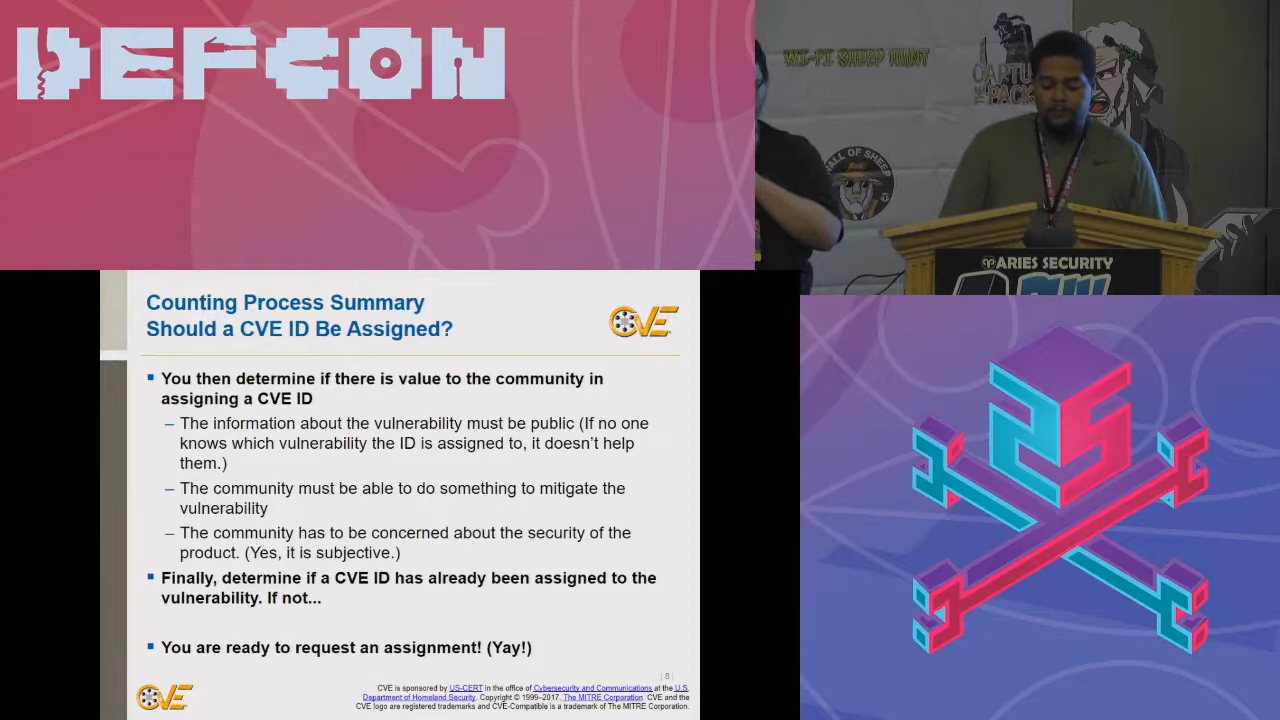 DEFCON
WI-FI SHEEP HUNT
CAPTURE
THE PACKET
WALL OF SHEEP
ARIES SECURITY
Counting Process Summary
Should a CVE ID Be Assigned?
CVE
▪ You then determine if there is value to the community in
assigning a CVE ID
– The information about the vulnerability must be public (If no one
knows which vulnerability the ID is assigned to, it doesn't help
them.)
– The community must be able to do something to mitigate the
vulnerability
– The community has to be concerned about the security of the
product. (Yes, it is subjective.)
▪ Finally, determine if a CVE ID has already been assigned to the
vulnerability. If not...
▪ You are ready to request an assignment! (Yay!)
| 8 |
CVE
CVE is sponsored by US-CERT in the office of Cybersecurity and Communications at the U.S.
Department of Homeland Security. Copyright © 1999–2017, The MITRE Corporation. CVE and the
CVE logo are registered trademarks and CVE-Compatible is a trademark of The MITRE Corporation.
25